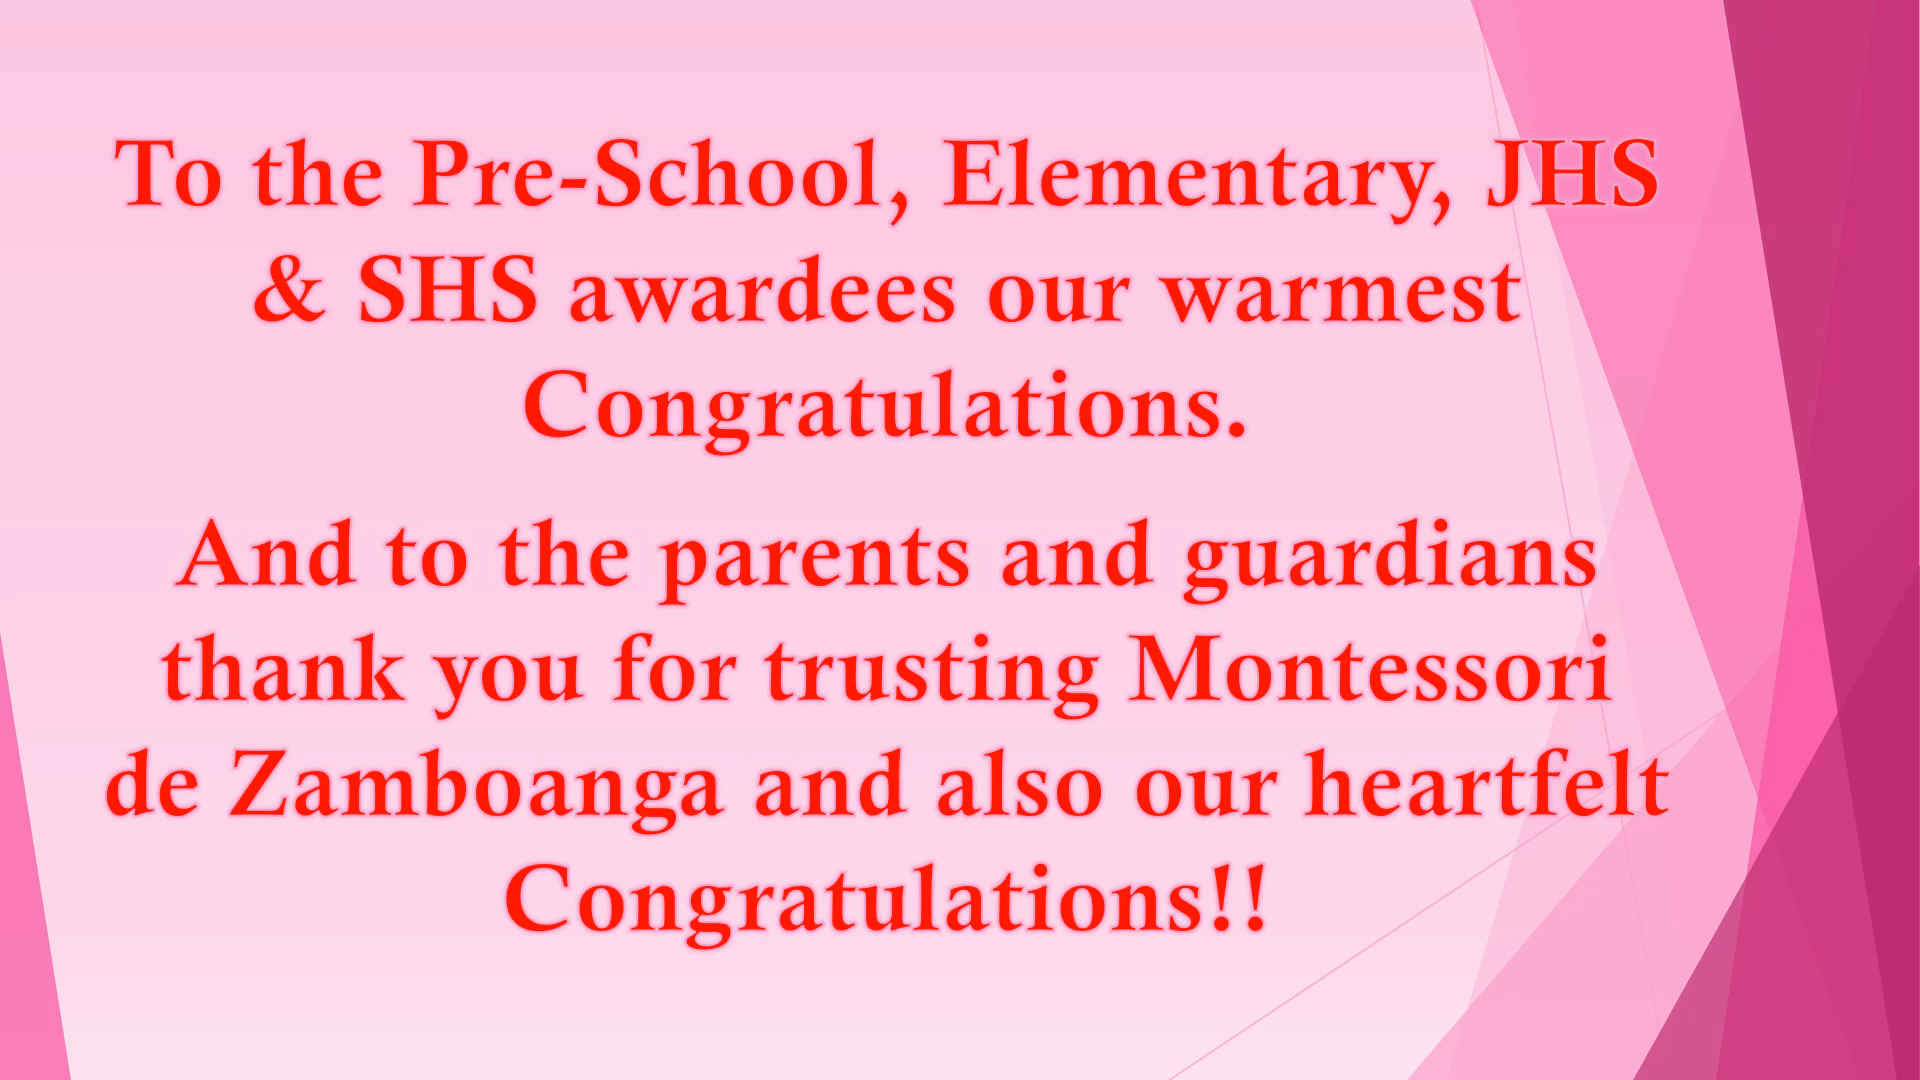 To the Pre-School, Elementary, JHS
& SHS awardees our warmest
Congratulations.
And to the parents and guardians
thank you for trusting Montessori
de Zamboanga and also our heartfelt
Congratulations!!